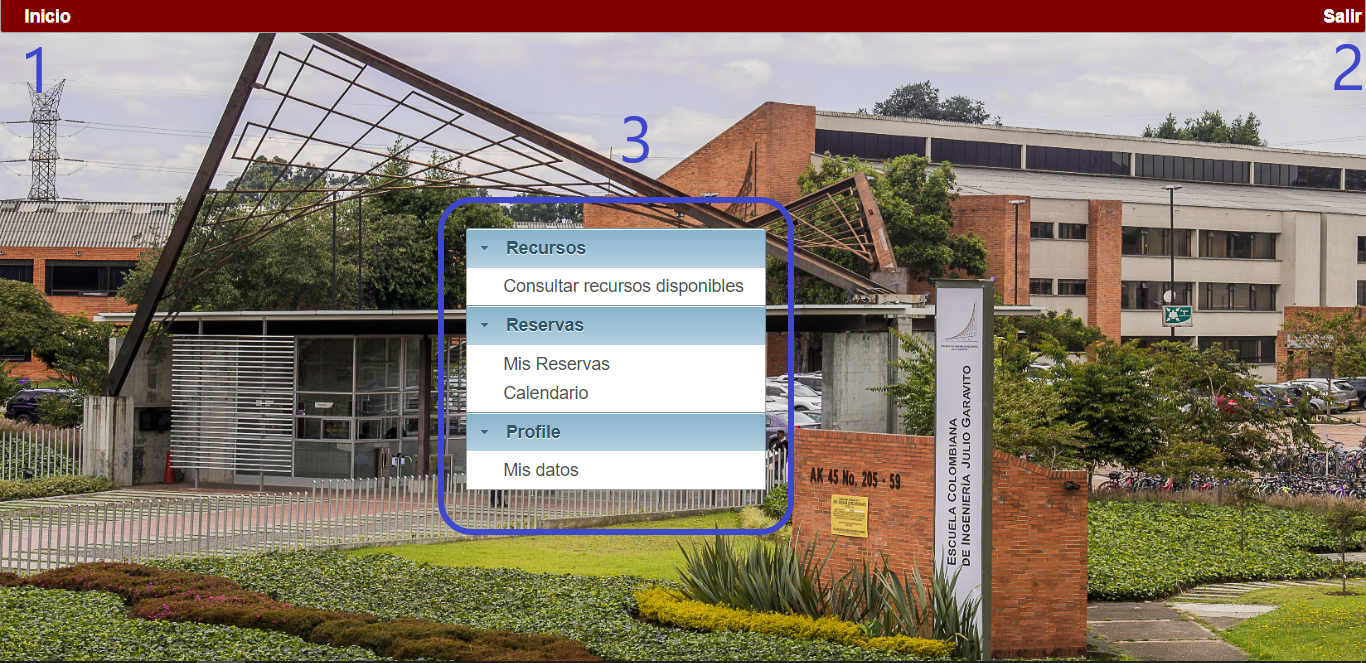 Inicio
Salir
1
2
3
Recursos
Consultar recursos disponibles
Reservas
Mis Reservas
Calendario
Profile
Mis datos
AK 45 No. 205 - 59
ESCUELA COLOMBIANA
DE INGENIERÍA JULIO GARAVITO